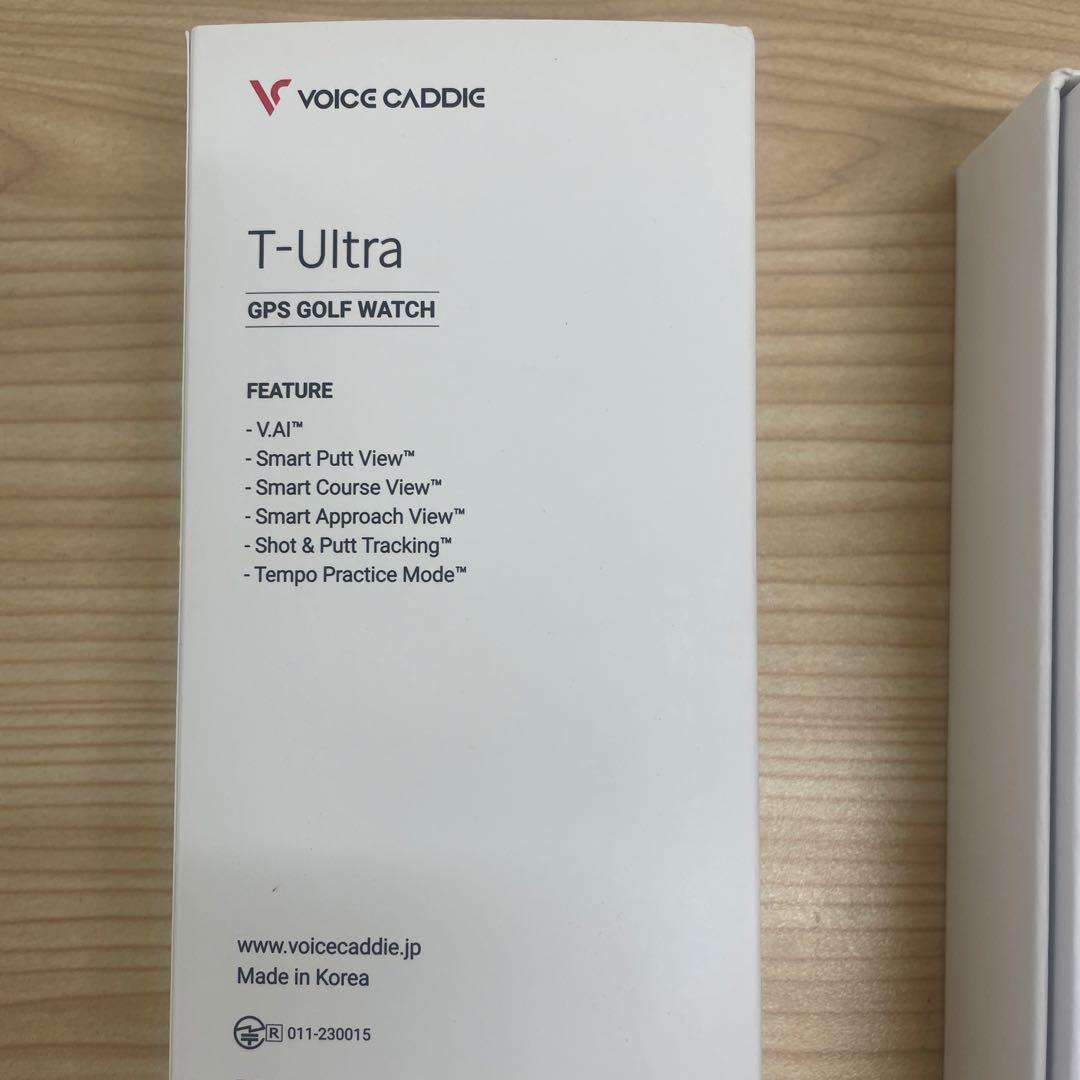 VOICE CADDIE
T-Ultra
GPS GOLF WATCH
FEATURE
- V.AI™
- Smart Putt View™
- Smart Course View™
- Smart Approach View™
- Shot & Putt Tracking™
- Tempo Practice Mode™
www.voicecaddie.jp
Made in Korea
R 011-230015